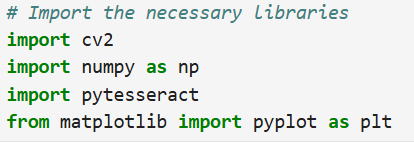 # Import the necessary libraries
import cv2
import numpy as np
import pytesseract
from matplotlib import pyplot as plt